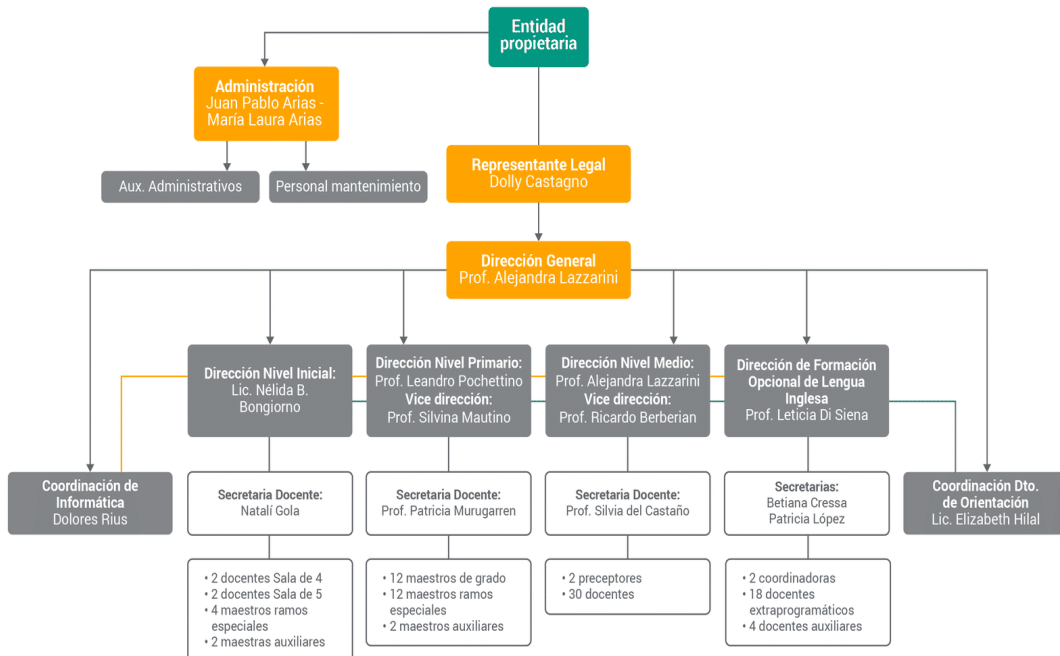 Entidad
propietaria
Administración
Juan Pablo Arias -
María Laura Arias
Aux. Administrativos
Personal mantenimiento
Representante Legal
Dolly Castagno
Dirección General
Prof. Alejandra Lazzarini
Dirección Nivel Inicial:
Lic. Nélida B.
Bongiorno
Dirección Nivel Primario:
Prof. Leandro Pochettino
Vice dirección:
Prof. Silvina Mautino
Dirección Nivel Medio:
Prof. Alejandra Lazzarini
Vice dirección:
Prof. Ricardo Berberian
Dirección de Formación
Opcional de Lengua
Inglesa
Prof. Leticia Di Siena
Coordinación de
Informática
Dolores Rius
Secretaria Docente:
Natalí Gola
Secretaria Docente:
Prof. Patricia Murugarren
Secretaria Docente:
Prof. Silvia del Castaño
Secretarias:
Betiana Cressa
Patricia López
Coordinación Dto.
de Orientación
Lic. Elizabeth Hilal
• 2 docentes Sala de 4
• 2 docentes Sala de 5
• 4 maestros ramos
especiales
• 2 maestras auxiliares
• 12 maestros de grado
• 12 maestros ramos
especiales
• 2 maestros auxiliares
• 2 preceptores
• 30 docentes
• 2 coordinadoras
• 18 docentes
extraprogramáticos
• 4 docentes auxiliares